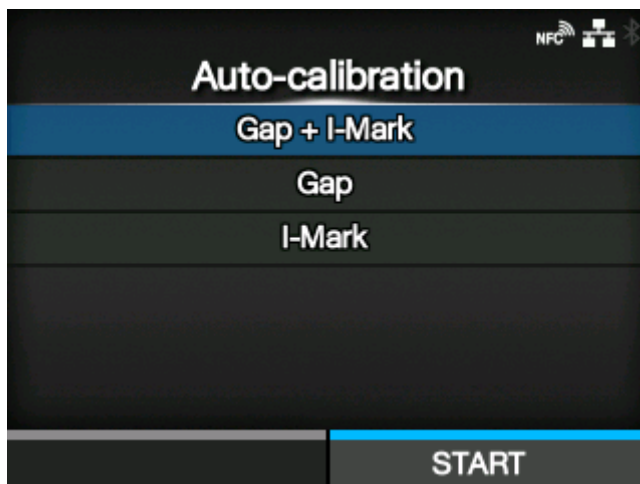 NFC
Auto-calibration
Gap + I-Mark
Gap
I-Mark
START